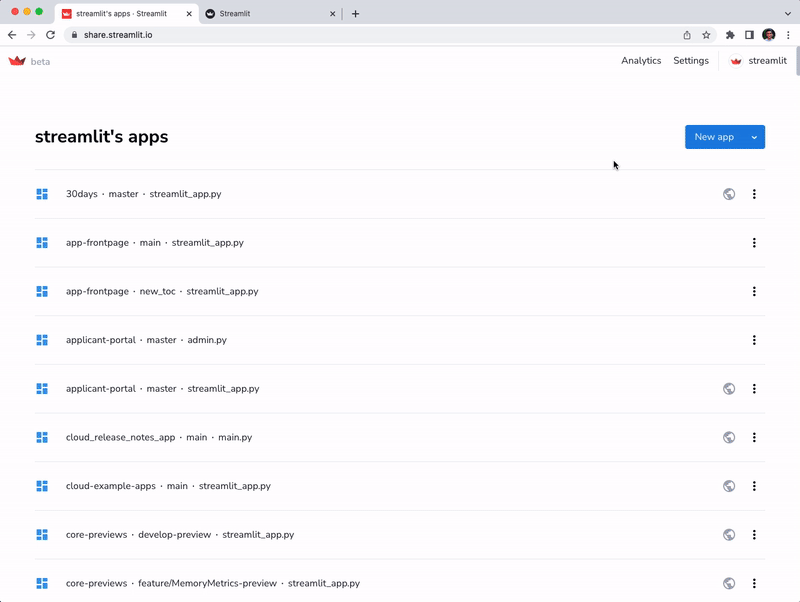 streamlit's apps · Streamlit
Streamlit
share.streamlit.io
beta
Analytics
Settings
streamlit
streamlit's apps
New app
30days · master · streamlit_app.py
app-frontpage · main · streamlit_app.py
app-frontpage · new_toc · streamlit_app.py
applicant-portal · master · admin.py
applicant-portal · master · streamlit_app.py
cloud_release_notes_app · main · main.py
cloud-example-apps · main · streamlit_app.py
core-previews · develop-preview · streamlit_app.py
core-previews · feature/MemoryMetrics-preview · streamlit_app.py